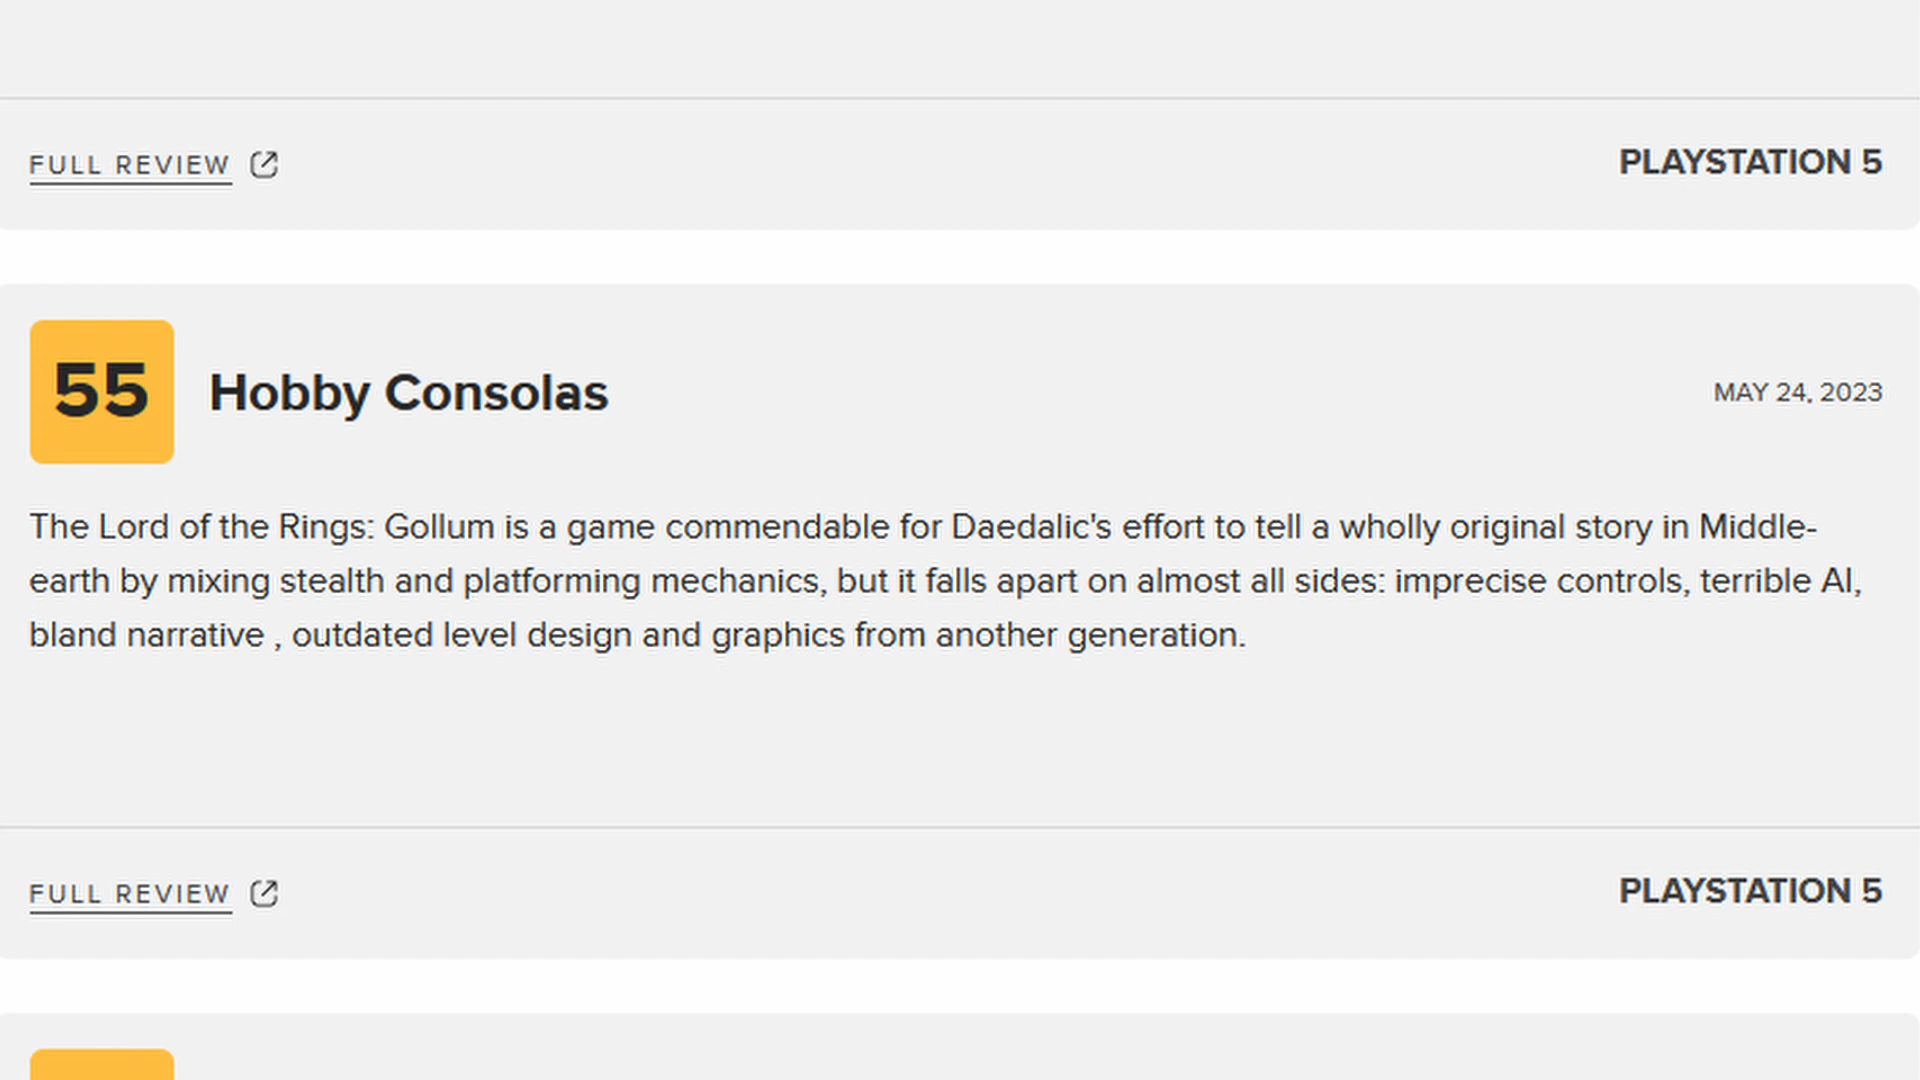 FULL REVIEW
PLAYSTATION 5
55
Hobby Consolas
MAY 24, 2023
The Lord of the Rings: Gollum is a game commendable for Daedalic's effort to tell a wholly original story in Middle-
earth by mixing stealth and platforming mechanics, but it falls apart on almost all sides: imprecise controls, terrible AI,
bland narrative , outdated level design and graphics from another generation.
FULL REVIEW
PLAYSTATION 5